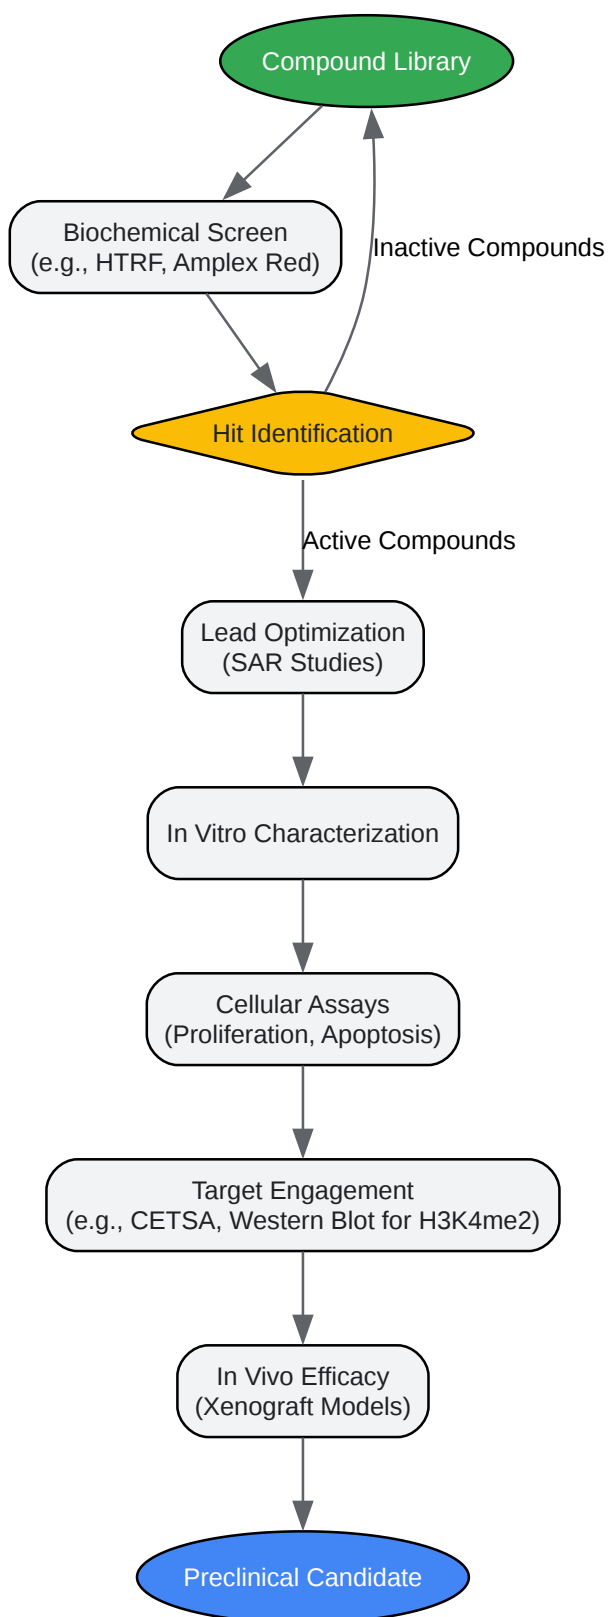 Compound Library
Biochemical Screen
(e.g., HTRF, Amplex Red)
Inactive Compounds
Hit Identification
Active Compounds
Lead Optimization
(SAR Studies)
In Vitro Characterization
Cellular Assays
(Proliferation, Apoptosis)
Target Engagement
(e.g., CETSA, Western Blot for H3K4me2)
In Vivo Efficacy
(Xenograft Models)
Preclinical Candidate